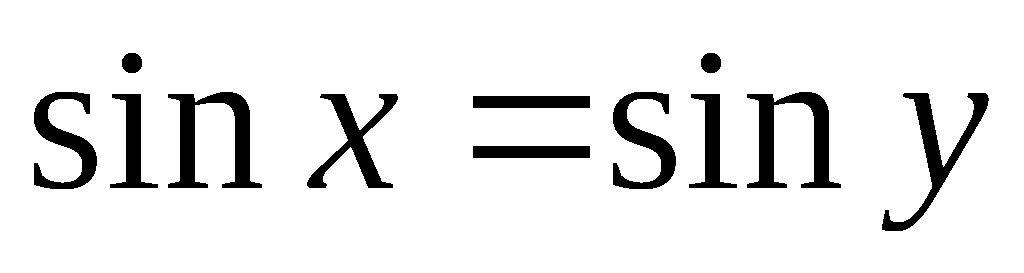 sin x = sin y